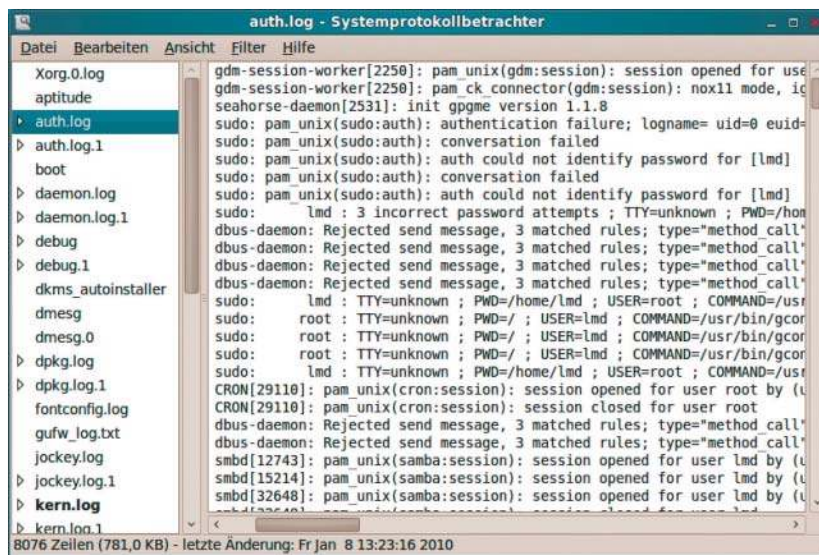 auth.log - Systemprotokollbetrachter
Datei Bearbeiten Ansicht Filter Hilfe
Xorg.0.log
aptitude
auth.log
auth.log.1
boot
daemon.log
daemon.log.1
debug
debug.1
dkms_autoinstaller
dmesg
dmesg.0
dpkg.log
dpkg.log.1
fontconfig.log
gufw_log.txt
jockey.log
jockey.log.1
kern.log
kern.log.1
gdm-session-worker[2250]: pam_unix(gdm:session): session opened for use
gdm-session-worker[2250]: pam_ck_connector(gdm:session): nox11 mode, ig
seahorse-daemon[2531]: init gpgme version 1.1.8
sudo: pam_unix(sudo:auth): authentication failure; logname= uid=0 euid=
sudo: pam_unix(sudo:auth): conversation failed
sudo: pam_unix(sudo:auth): auth could not identify password for [lmd]
sudo: pam_unix(sudo:auth): conversation failed
sudo: pam_unix(sudo:auth): auth could not identify password for [lmd]
sudo: lmd : 3 incorrect password attempts ; TTY=unknown ; PWD=/hom
dbus-daemon: Rejected send message, 3 matched rules; type="method_call"
dbus-daemon: Rejected send message, 3 matched rules; type="method_call"
dbus-daemon: Rejected send message, 3 matched rules; type="method_call"
dbus-daemon: Rejected send message, 3 matched rules; type="method_call"
sudo: lmd : TTY=unknown ; PWD=/home/lmd ; USER=root ; COMMAND=/usr
sudo: root : TTY=unknown ; PWD=/ ; USER=lmd ; COMMAND=/usr/bin/gcon
sudo: root : TTY=unknown ; PWD=/ ; USER=lmd ; COMMAND=/usr/bin/gcon
sudo: root : TTY=unknown ; PWD=/ ; USER=lmd ; COMMAND=/usr/bin/gcon
sudo: lmd : TTY=unknown ; PWD=/home/lmd ; USER=root ; COMMAND=/usr
CRON[29110]: pam_unix(cron:session): session opened for user root by (u
CRON[29110]: pam_unix(cron:session): session closed for user root
dbus-daemon: Rejected send message, 3 matched rules; type="method_call"
dbus-daemon: Rejected send message, 3 matched rules; type="method_call"
smbd[12743]: pam_unix(samba:session): session opened for user lmd by (u
smbd[15214]: pam_unix(samba:session): session opened for user lmd by (u
smbd[32648]: pam_unix(samba:session): session opened for user lmd by (u
8076 Zeilen (781,0 KB) - letzte Änderung: Fr Jan 8 13:23:16 2010